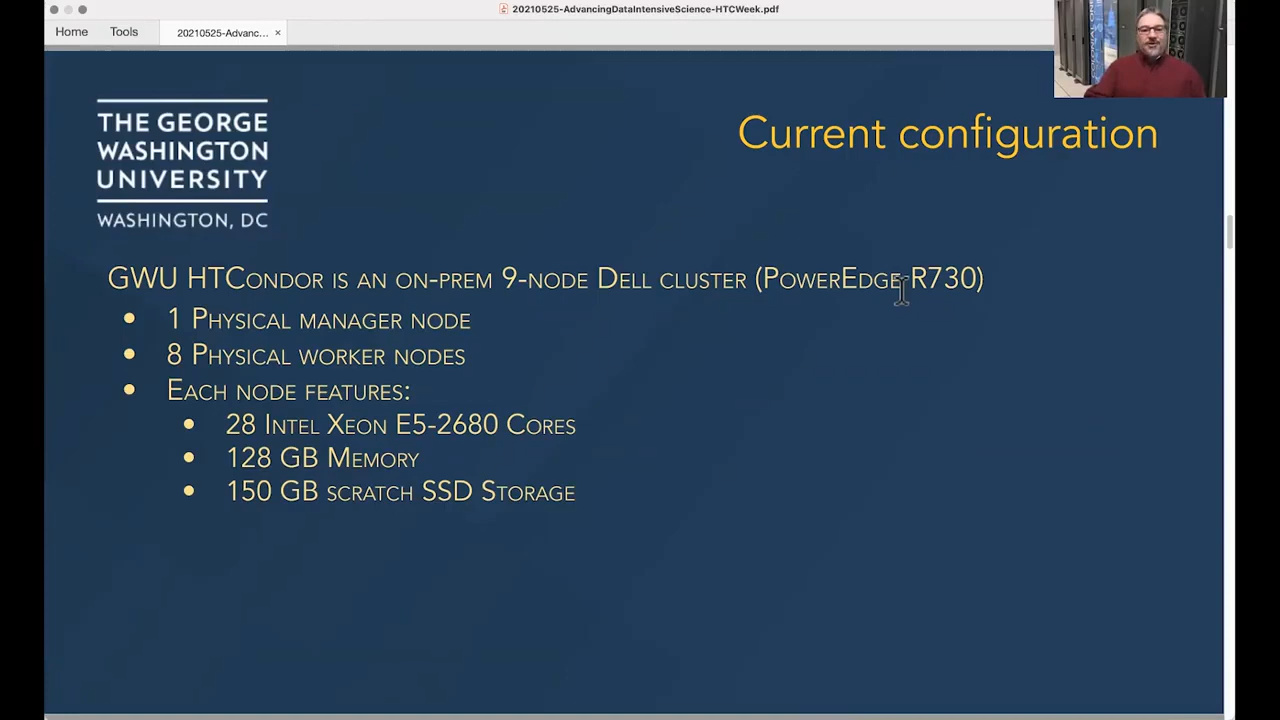 20210525-AdvancingDataIntensiveScience-HTCWeek.pdf
Home Tools 20210525-Advanc... ×
THE GEORGE
WASHINGTON
UNIVERSITY
WASHINGTON, DC
Current configuration
GWU HTCondor is an on-prem 9-node Dell cluster (PowerEdge R730)
• 1 Physical manager node
• 8 Physical worker nodes
• Each node features:
• 28 Intel Xeon E5-2680 Cores
• 128 GB Memory
• 150 GB scratch SSD Storage